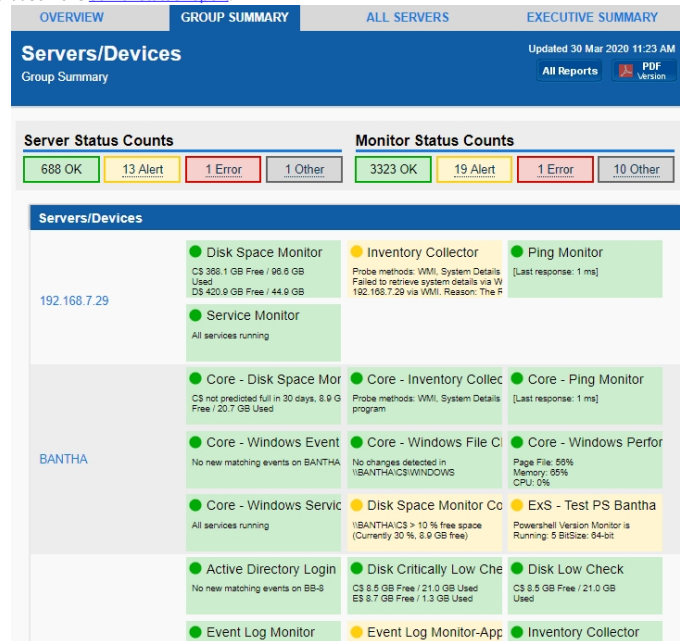 OVERVIEW GROUP SUMMARY ALL SERVERS EXECUTIVE SUMMARY
Servers/Devices
Group Summary
Updated 30 Mar 2020 11:23 AM
All Reports PDF Version
Server Status Counts
688 OK 13 Alert 1 Error 1 Other
Monitor Status Counts
3323 OK 19 Alert 1 Error 10 Other
Servers/Devices
192.168.7.29
Disk Space Monitor
C$ 368.1 GB Free / 96.6 GB
Used
D$ 420.9 GB Free / 44.9 GB
Inventory Collector
Probe methods: WMI, System Details
Failed to retrieve system details via W
192.168.7.29 via WMI. Reason: The R
Ping Monitor
[Last response: 1 ms]
Service Monitor
All services running
BANTHA
Core - Disk Space Mor
C$ not predicted full in 30 days, 8.9 G
Free / 20.7 GB Used
Core - Inventory Collec
Probe methods: WMI, System Details
program
Core - Ping Monitor
[Last response: 1 ms]
Core - Windows Event
No new matching events on BANTHA
Core - Windows File C
No changes detected in
\\BANTHA\C$\WINDOWS
Core - Windows Perfor
Page File: 56%
Memory: 65%
CPU: 0%
Core - Windows Servic
All services running
Disk Space Monitor Co
\\BANTHA\C$ > 10 % free space
(Currently 30 %, 8.9 GB free)
ExS - Test PS Bantha
Powershell Version Monitor is
Running: 5 BitSize: 64-bit
Active Directory Login
No new matching events on BB-8
Disk Critically Low Che
C$ 8.5 GB Free / 21.0 GB Used
E$ 8.7 GB Free / 1.3 GB Used
Disk Low Check
C$ 8.5 GB Free / 21.0 GB
Used
Event Log Monitor
Event Log Monitor-App
Inventory Collector